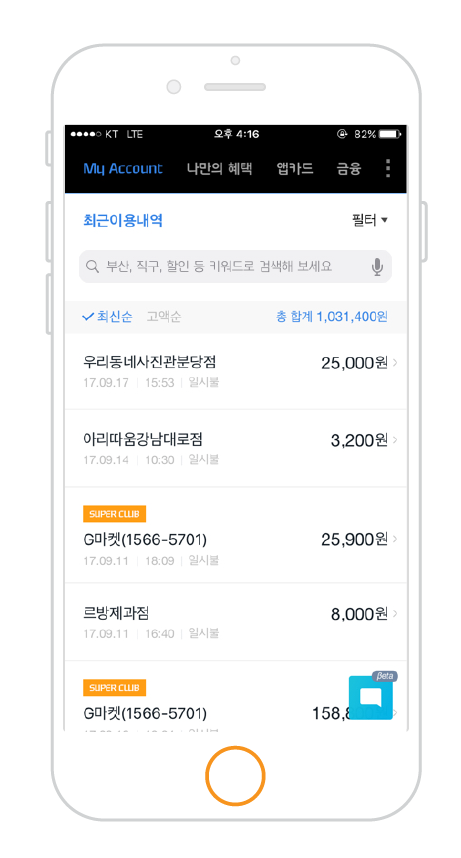 KT LTE 오후 4:16 82%
My Account 나만의 혜택 앱카드 금융
최근이용내역 필터
부산, 직구, 할인 등 키워드로 검색해 보세요
최신순 고액순 총 합계 1,031,400원
우리동네사진관분당점 25,000원
17.09.17 15:53 일시불
아리따움강남대로점 3,200원
17.09.14 10:30 일시불
SUPER CLUB
G마켓(1566-5701) 25,900원
17.09.11 18:09 일시불
르방제과점 8,000원
17.09.11 16:40 일시불
βeta
SUPER CLUB
G마켓(1566-5701) 158,8